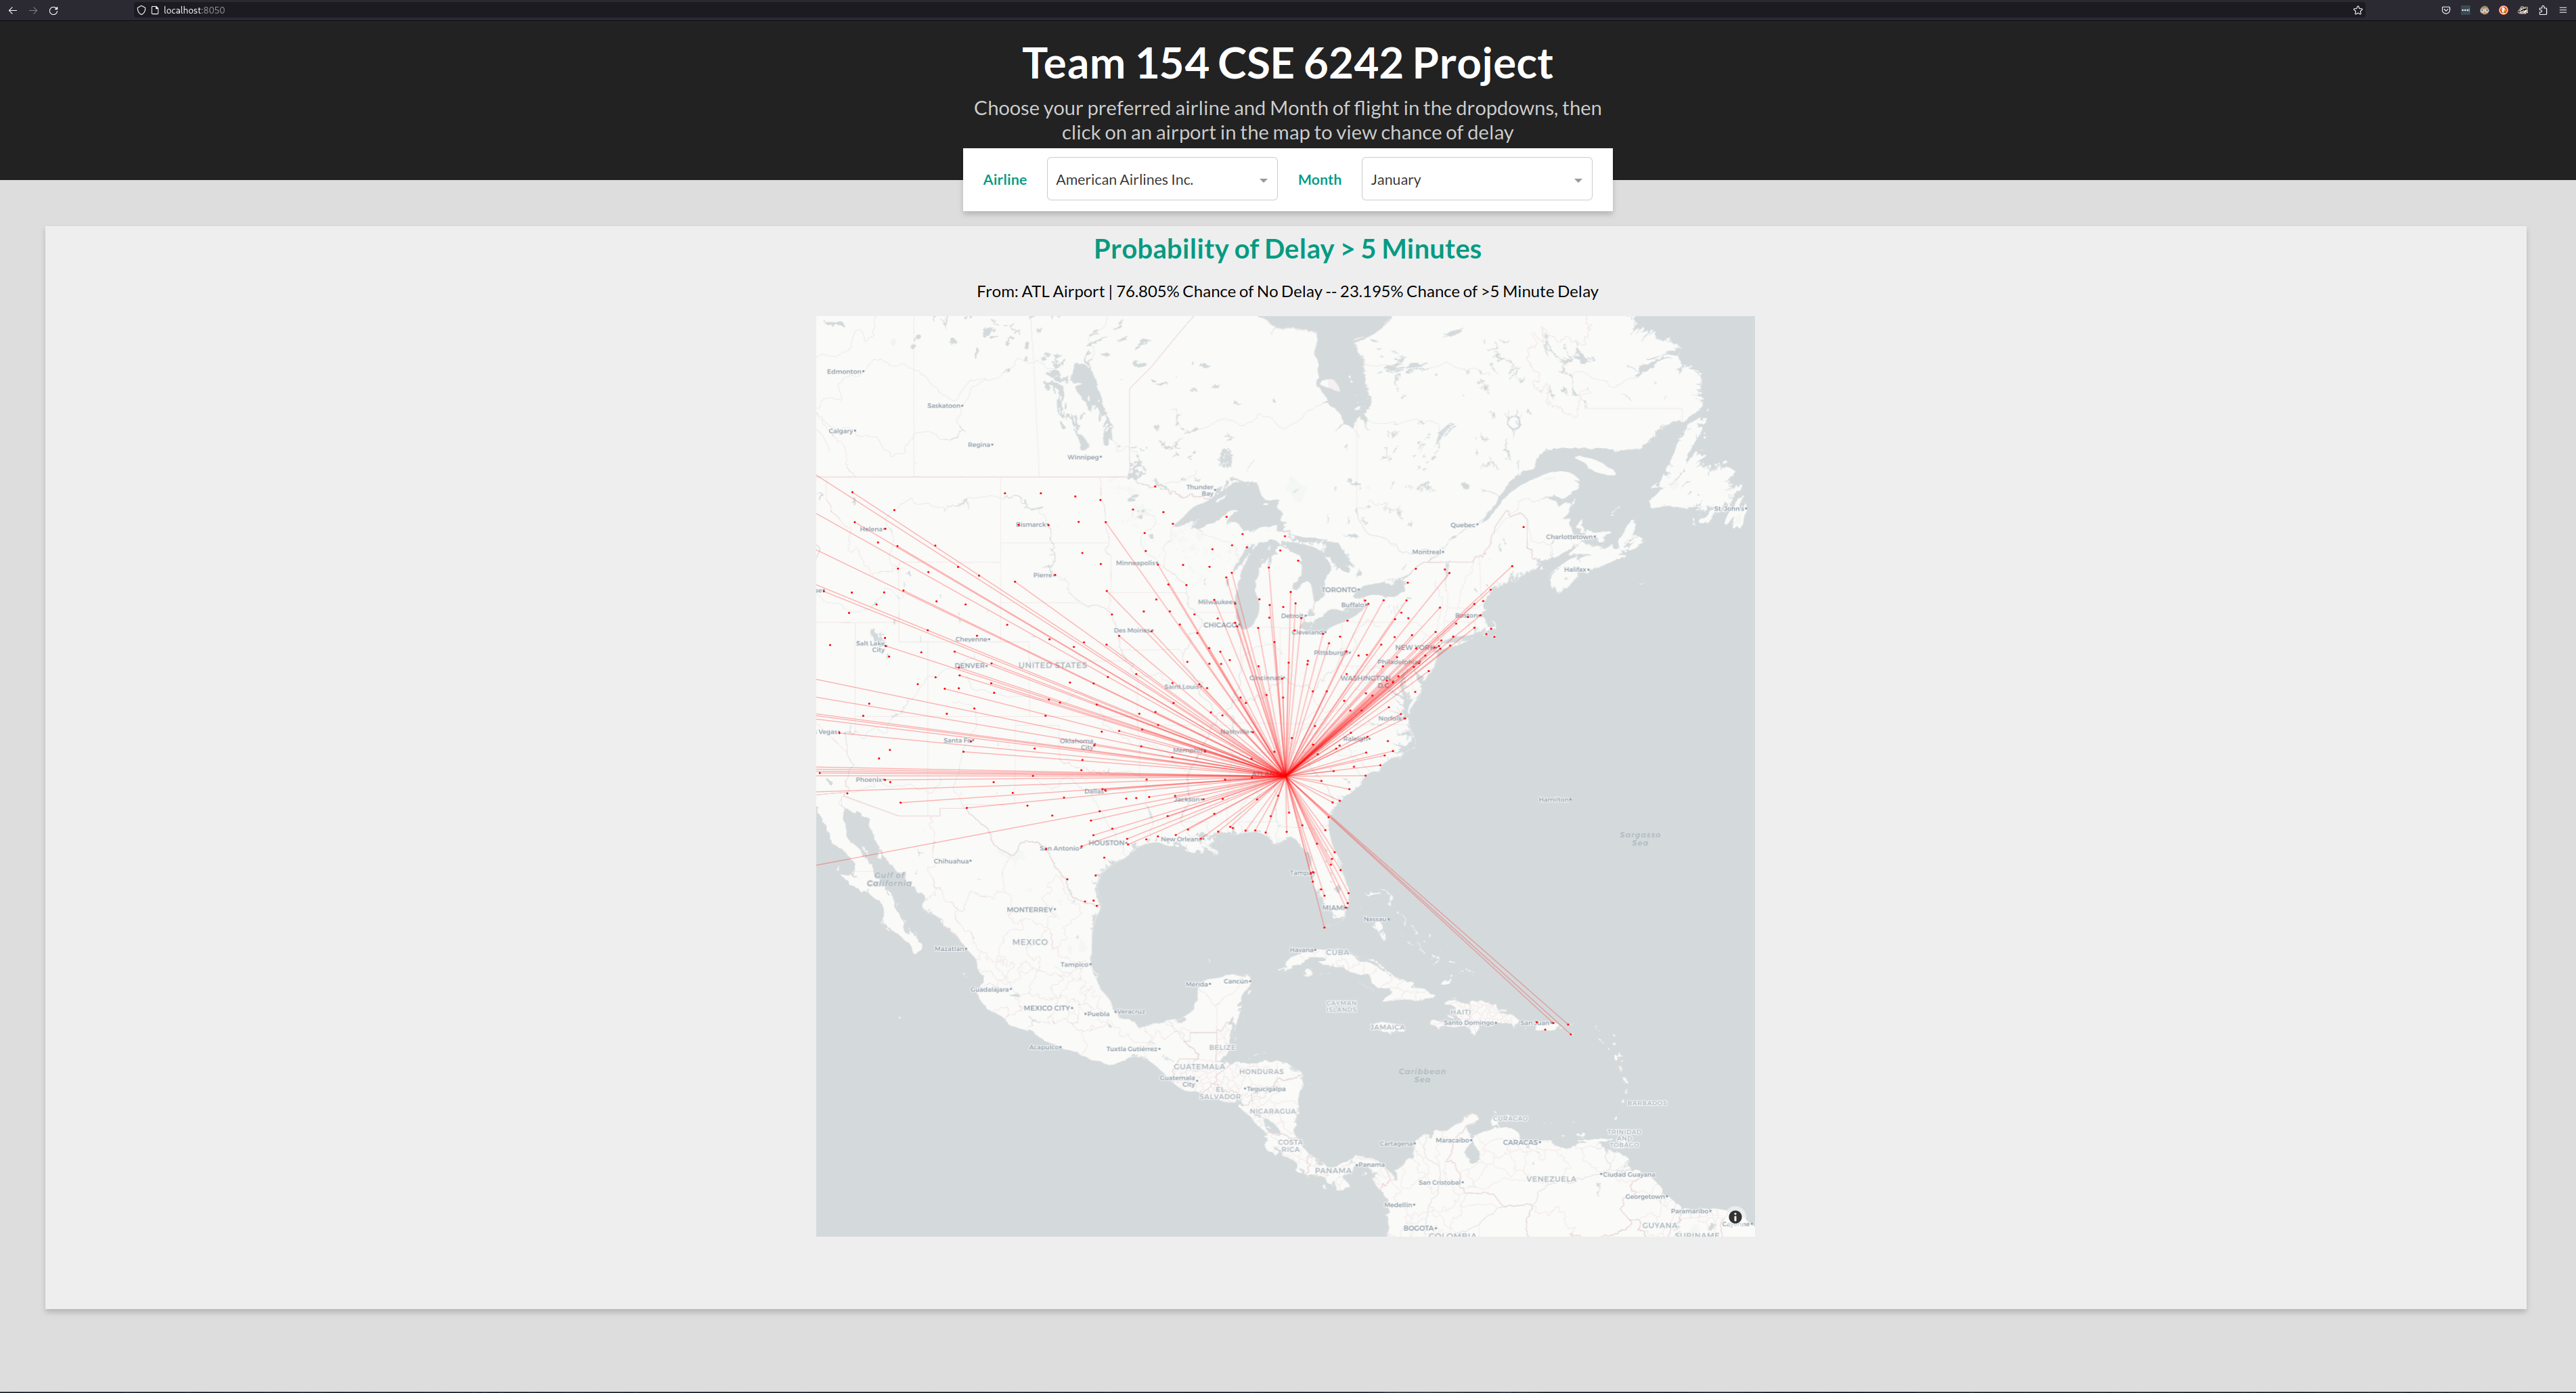 localhost:8050
Team 154 CSE 6242 Project
Choose your preferred airline and Month of flight in the dropdowns, then
click on an airport in the map to view chance of delay
Airline
American Airlines Inc.
Month
January
Probability of Delay > 5 Minutes
From: ATL Airport | 76.805% Chance of No Delay -- 23.195% Chance of >5 Minute Delay
Edmonton
Saskatoon
Calgary
Regina
Winnipeg
Thunder
Bay
Helena
Bismarck
Quebec
St. John's
Charlottetown
Montreal
Halifax
Minneapolis
Pierre
TORONTO
Milwaukee
Buffalo
Detroit
Boston
CHICAGO
Des Moines
Cleveland
Salt Lake
City
Cheyenne
NEW YORK
Pittsburgh
Philadelphia
DENVER
UNITED STATES
Cincinnati
WASHINGTON
D.C.
Saint Louis
Norfolk
Vegas
Nashville
Santa Fe
Oklahoma
City
Raleigh
Memphis
Phoenix
Dallas
Jackson
Hamilton
Sargasso
Sea
New Orleans
HOUSTON
San Antonio
Chihuahua
Tampa
Gulf of
California
MONTERREY
MIAMI
Nassau
MEXICO
Mazatlan
Havana
CUBA
Tampico
Merida
Cancún
Guadalajara
CAYMAN
ISLANDS
MEXICO CITY
Puebla
Veracruz
HAITI
Santo Domingo
San Juan
JAMAICA
Acapulco
Tuxtla Gutiérrez
BELIZE
GUATEMALA
HONDURAS
Caribbean
Sea
Guatemala
City
EL
SALVADOR
Tegucigalpa
NICARAGUA
BARBADOS
CURAÇAO
TRINIDAD
AND
TOBAGO
COSTA
RICA
Cartagena
Maracaibo
CARACAS
PANAMA
Panama
San Cristobal
VENEZUELA
Ciudad Guayana
Georgetown
Medellín
Paramaribo
BOGOTA
GUYANA
COLOMBIA
SURINAME